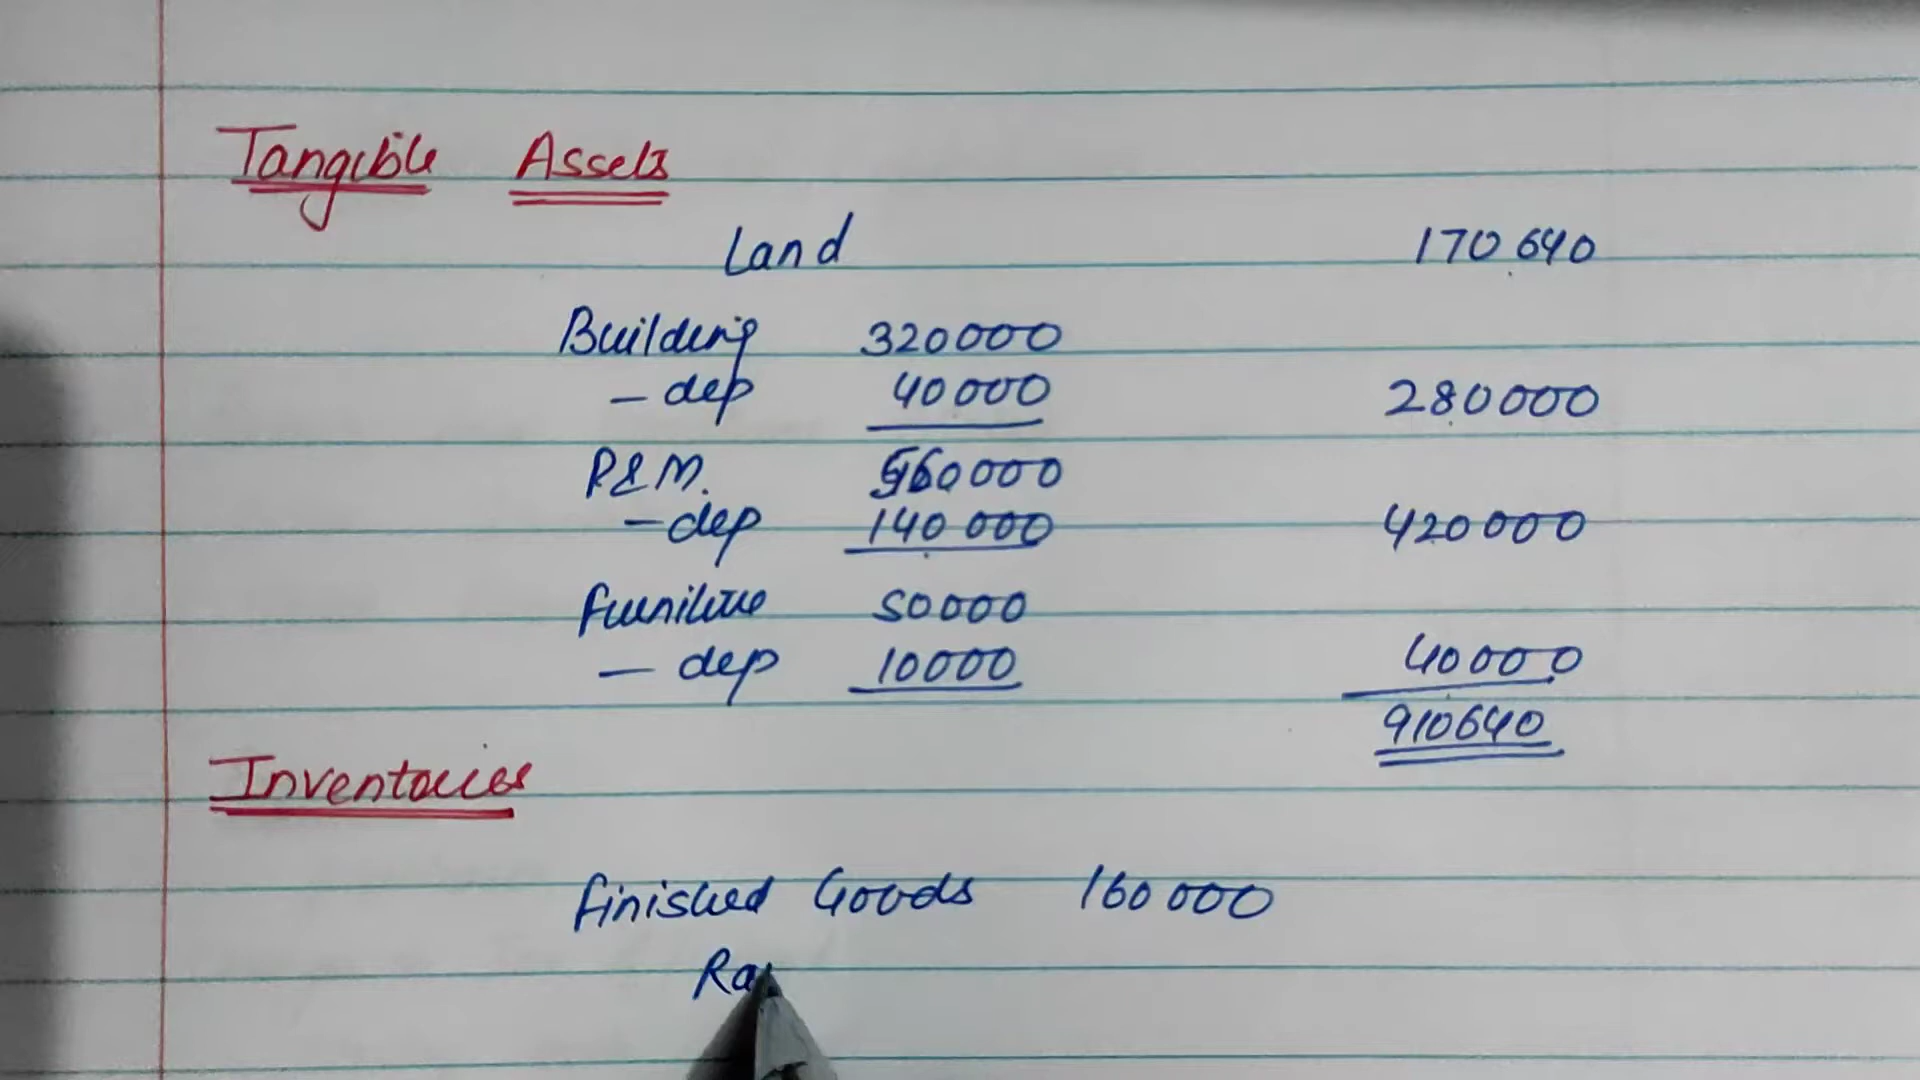 Tangible Assets
Land 170640
Building 320000
- dep 40000 280000
P&M. 560000
- dep 140000 420000
Furniture 50000
- dep 10000 40000
910640
Inventories
Finished Goods 160000
Ra